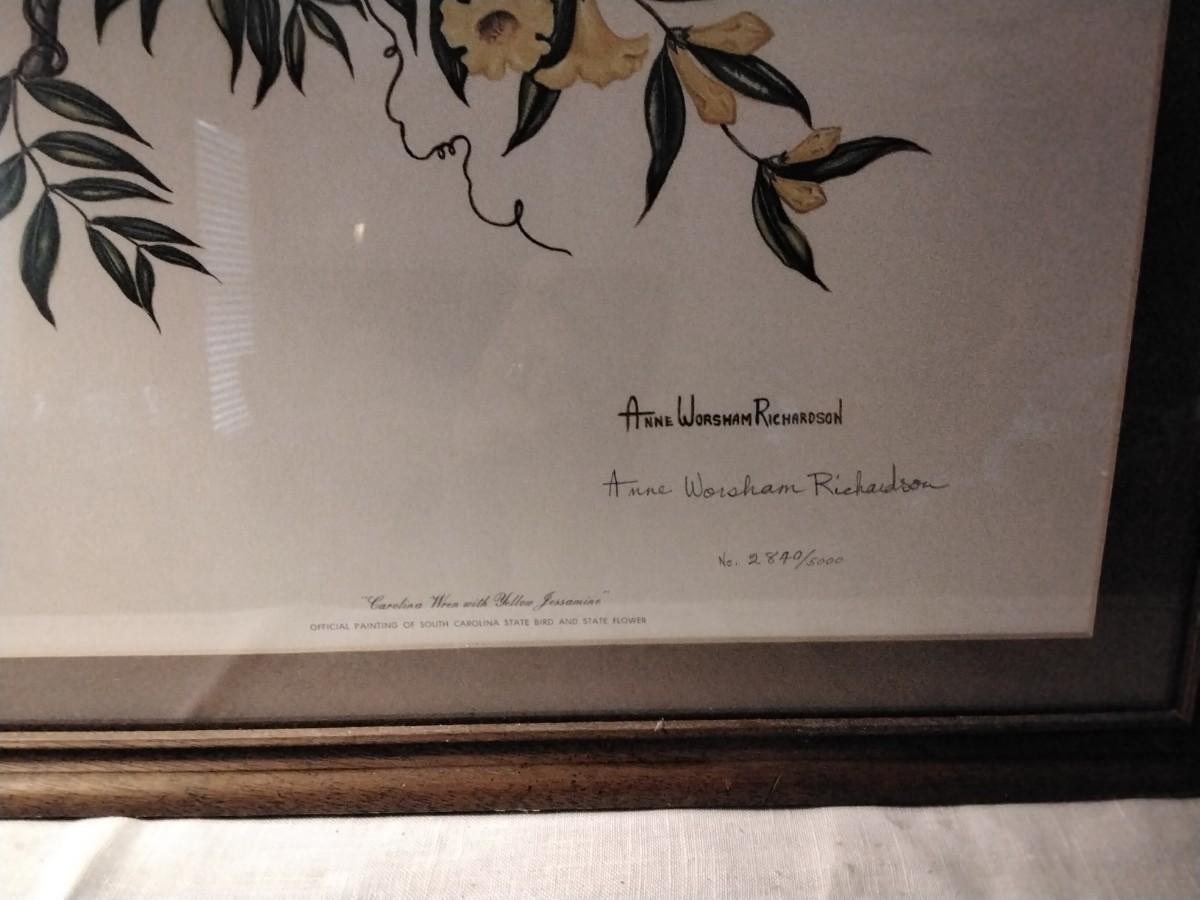 Anne Worsham Richardson
Anne Worsham Richardson
No. 2840/5000
"Carolina Wren with Yellow Jessamine"
OFFICIAL PAINTING OF SOUTH CAROLINA STATE BIRD AND STATE FLOWER